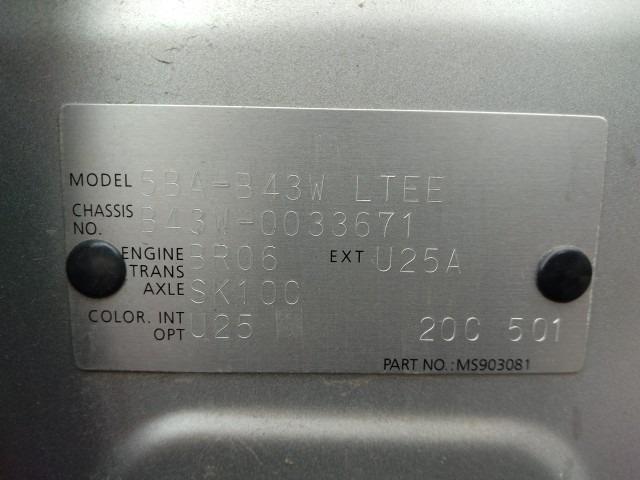 MODEL 5BA-B43W LTEE
CHASSIS NO. B43W-0033671
ENGINE BR06 EXT U25A
TRANS AXLE SK10C
COLOR. INT U25 20C 501
OPT
PART NO.:MS903081